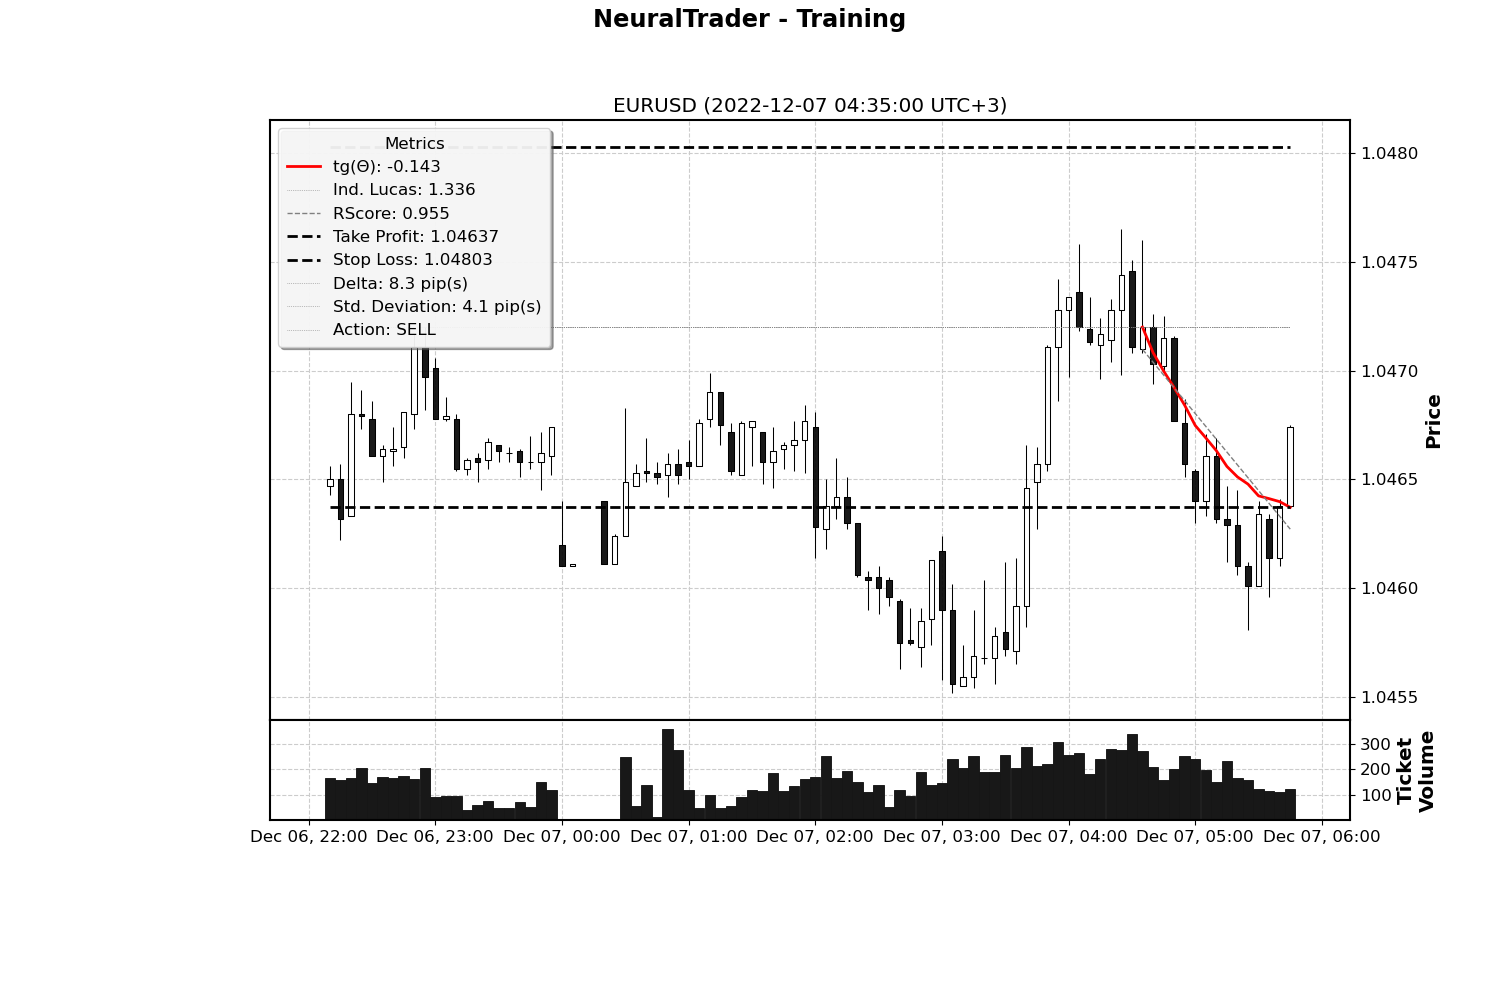 NeuralTrader - Training
EURUSD (2022-12-07 04:35:00 UTC+3)
Metrics
tg(Θ): -0.143
Ind. Lucas: 1.336
RScore: 0.955
Take Profit: 1.04637
Stop Loss: 1.04803
Delta: 8.3 pip(s)
Std. Deviation: 4.1 pip(s)
Action: SELL
1.0480
1.0475
1.0470
1.0465
1.0460
1.0455
Price
300
200
100
Ticket
Volume
Dec 06, 22:00 Dec 06, 23:00 Dec 07, 00:00 Dec 07, 01:00 Dec 07, 02:00 Dec 07, 03:00 Dec 07, 04:00 Dec 07, 05:00 Dec 07, 06:00